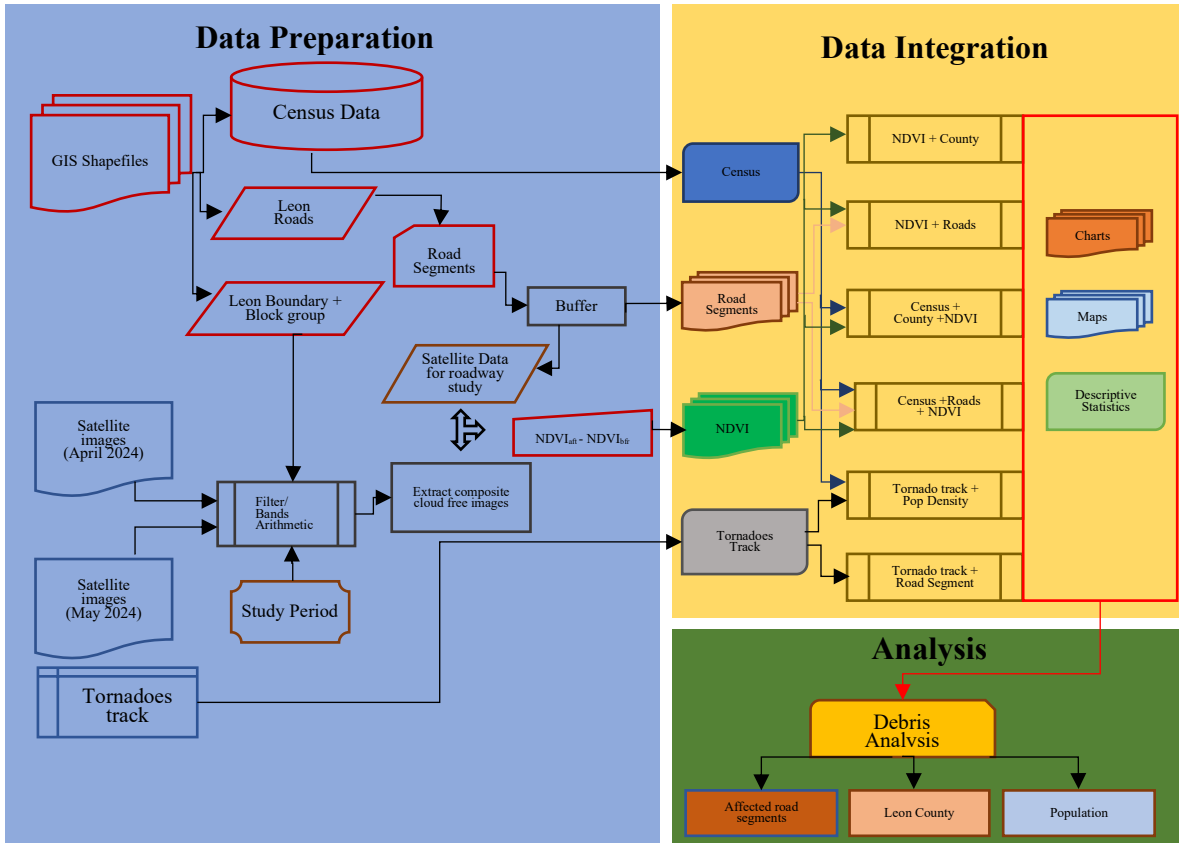 Data Preparation
Census Data
GIS Shapefiles
Leon
Roads
Road
Segments
Leon Boundary +
Block group
Buffer
Satellite Data
for roadway
study
NDVIaft - NDVIbfr
Satellite
images
(April 2024)
Filter/
Bands
Arithmetic
Extract composite
cloud free images
Satellite
images
(May 2024)
Study Period
Tornadoes
track
Data Integration
Census
Road
Segments
NDVI
Tornadoes
Track
NDVI + County
NDVI + Roads
Census +
County +NDVI
Census +Roads
+ NDVI
Tornado track +
Pop Density
Tornado track +
Road Segment
Charts
Maps
Descriptive
Statistics
Analysis
Debris
Analysis
Affected road
segments
Leon County
Population